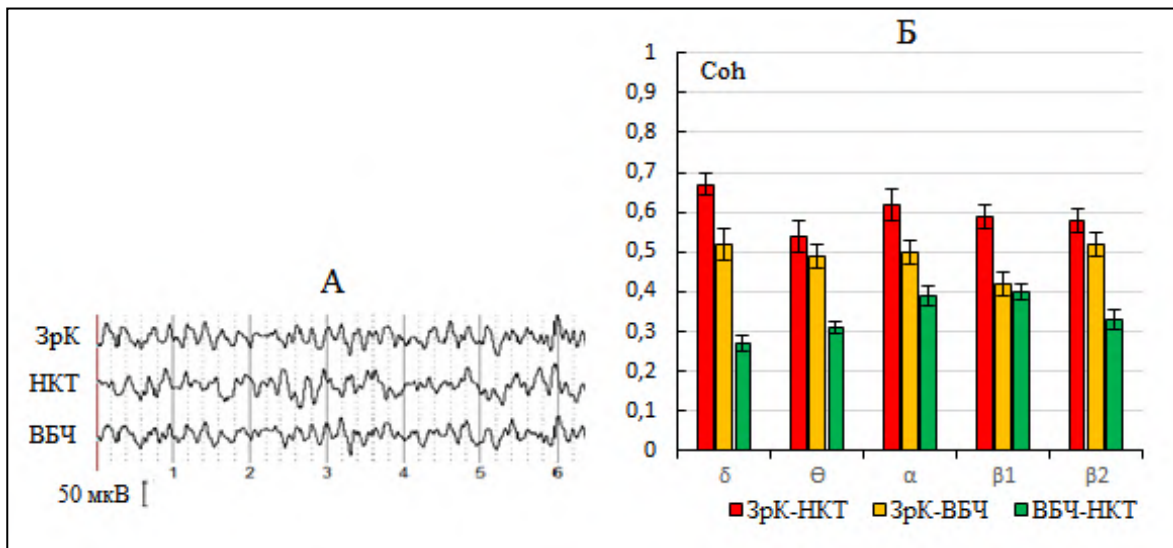 А
ЗрК
НКТ
ВБЧ
1 2 3 4 5 6
50 мкВ
Б
Coh
1
0,9
0,8
0,7
0,6
0,5
0,4
0,3
0,2
0,1
0
δ Θ α β1 β2
ЗрК-НКТ ЗрК-ВБЧ ВБЧ-НКТ